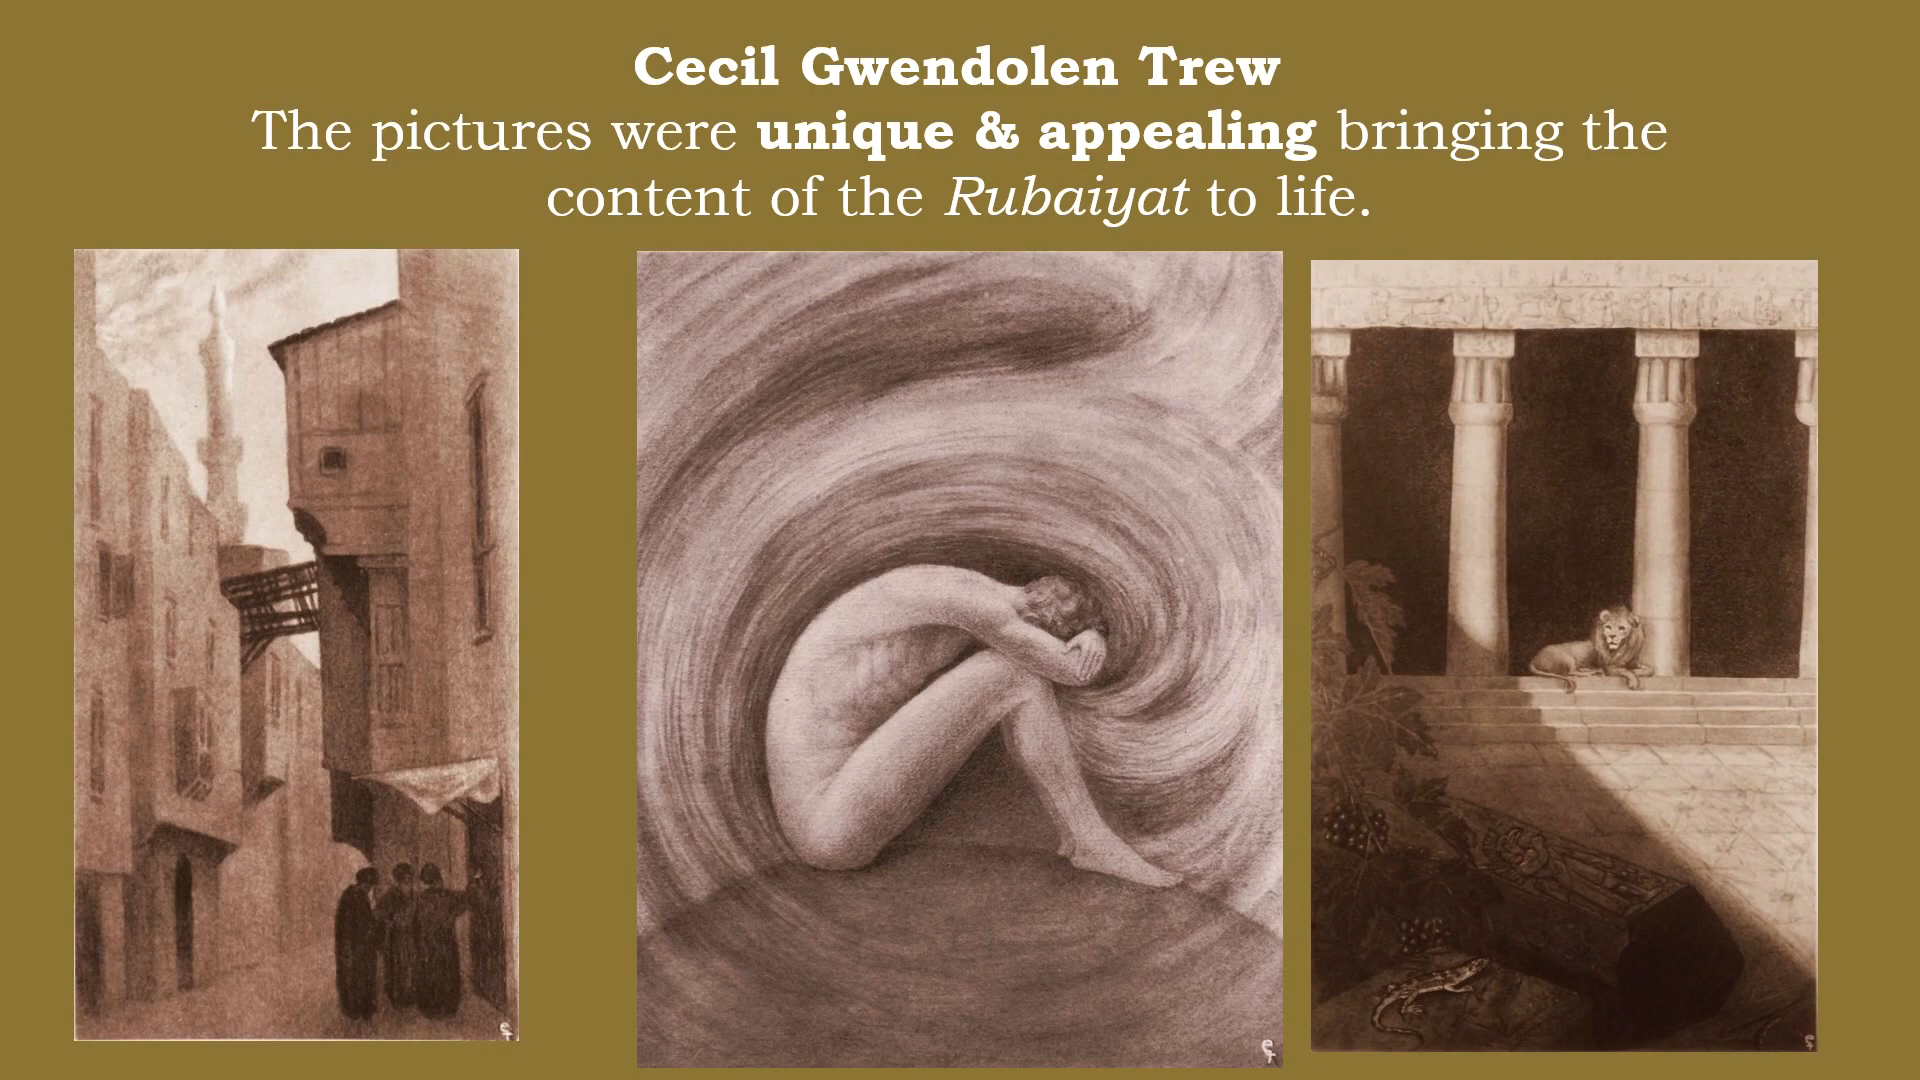 Cecil Gwendolen Trew
The pictures were unique & appealing bringing the
content of the Rubaiyat to life.